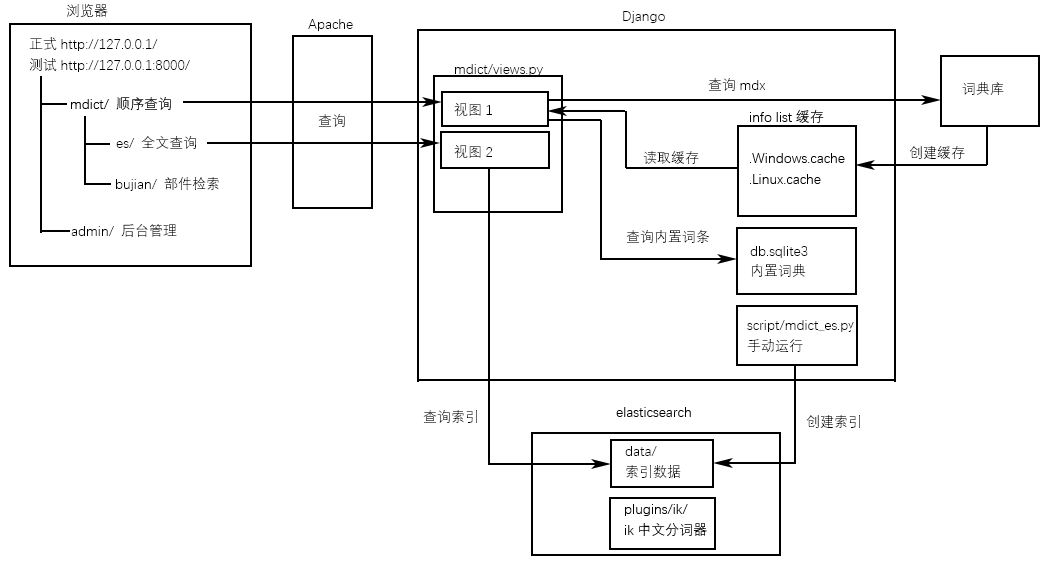 浏览器
正式 http://127.0.0.1/
测试 http://127.0.0.1:8000/
mdict/ 顺序查询
es/ 全文查询
bujian/ 部件检索
admin/ 后台管理
Apache
查询
Django
mdict/views.py
视图 1
视图 2
查询 mdx
词典库
info list 缓存
.Windows.cache
.Linux.cache
读取缓存
创建缓存
查询内置词条
db.sqlite3
内置词典
script/mdict_es.py
手动运行
查询索引
创建索引
elasticsearch
data/
索引数据
plugins/ik/
ik 中文分词器